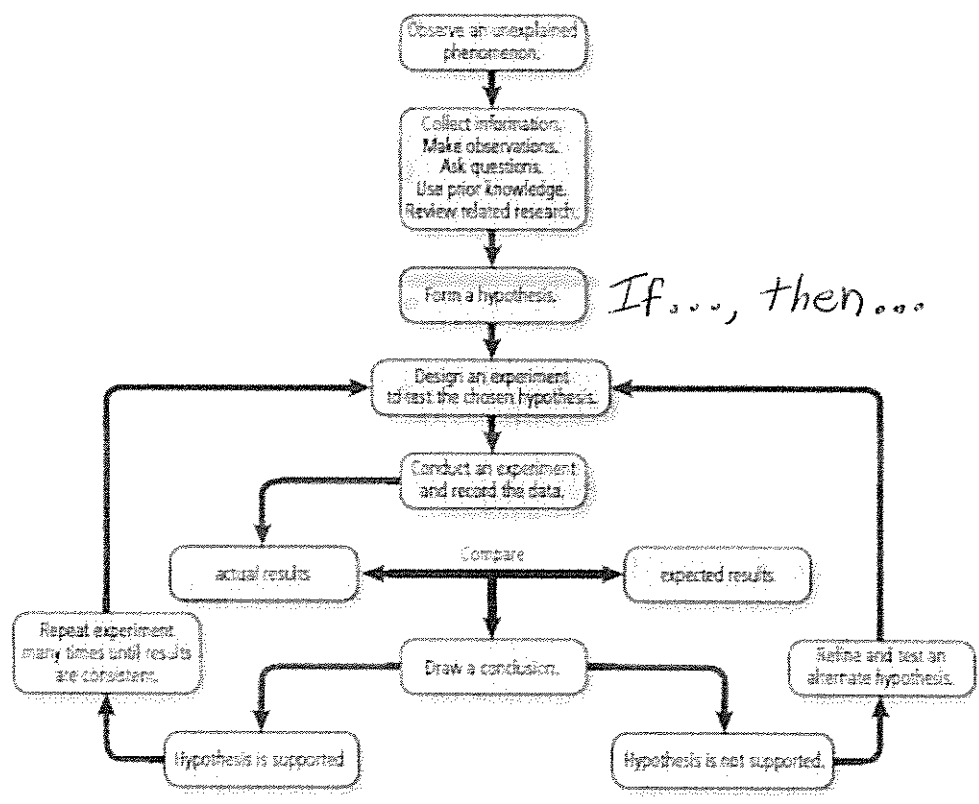 Observe an unexplained
phenomenon.
Collect information.
Make observations.
Ask questions.
Use prior knowledge.
Review related research.
Form a hypothesis.
If..., then...
Design an experiment
to test the chosen hypothesis.
Conduct an experiment
and record the data.
Compare
actual results
expected results
Repeat experiment
many times until results
are consistent.
Draw a conclusion.
Refine and test an
alternate hypothesis.
Hypothesis is supported
Hypothesis is not supported.